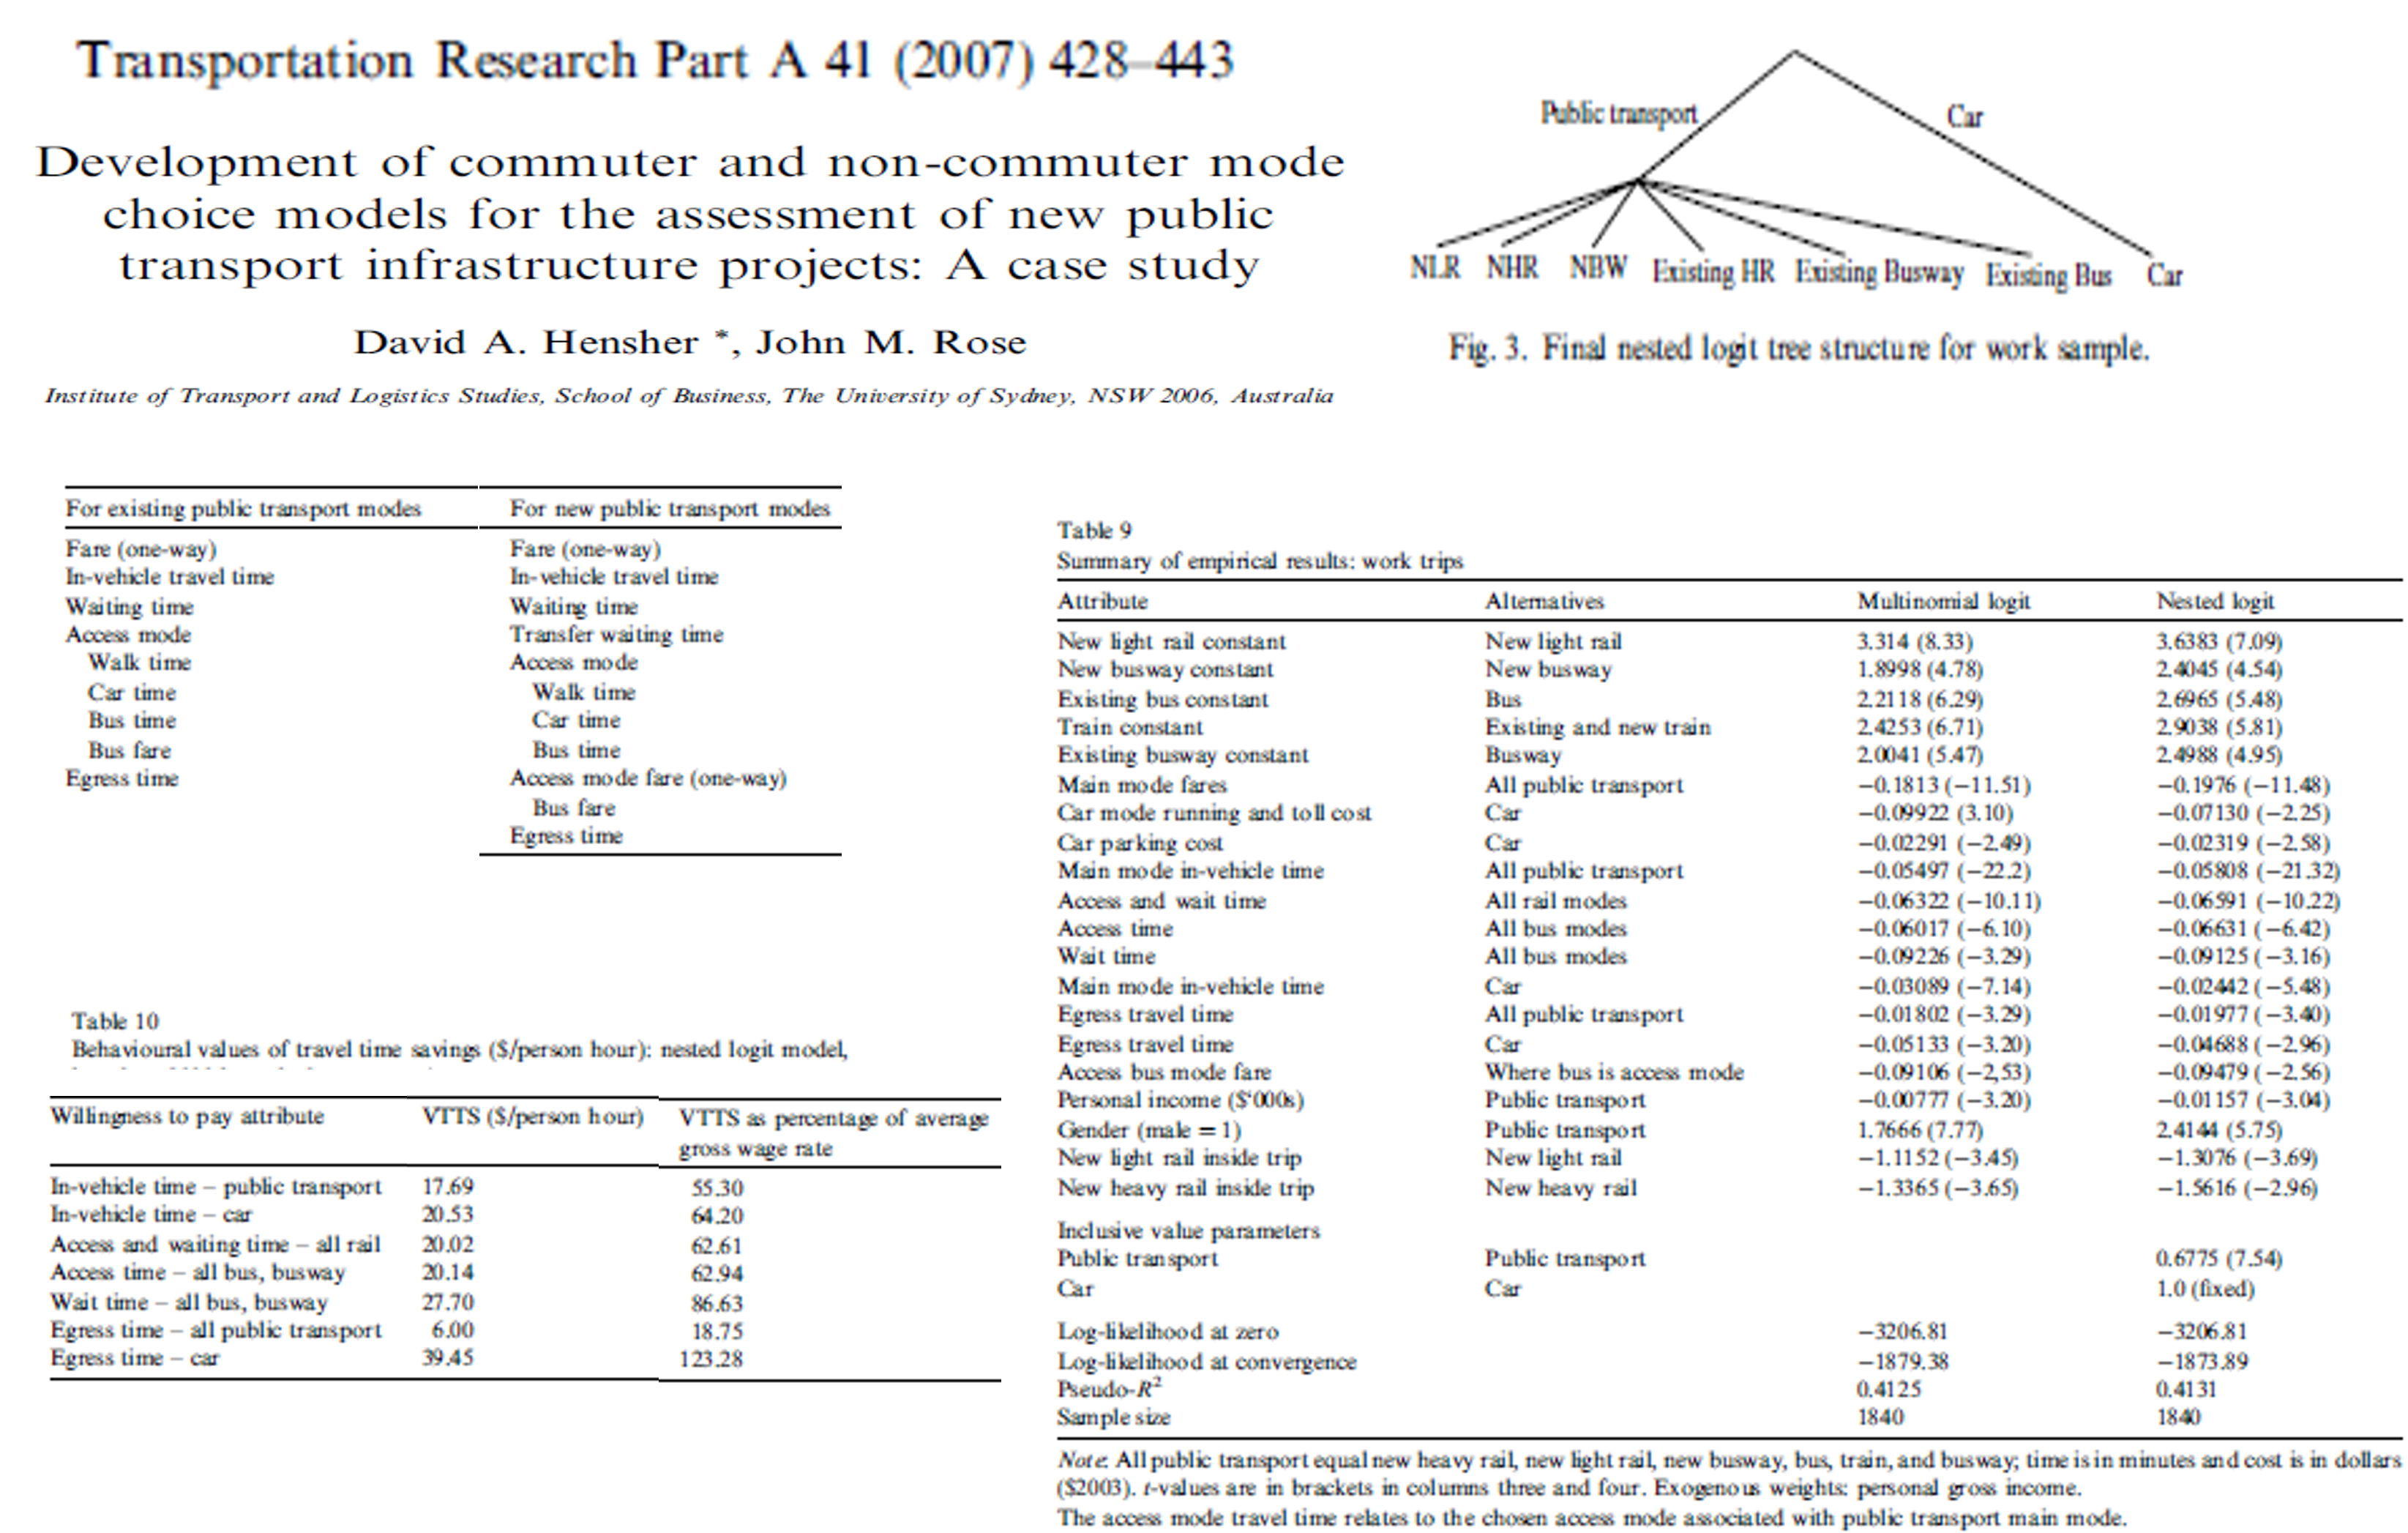 Transportation Research Part A 41 (2007) 428–443
Development of commuter and non-commuter mode
choice models for the assessment of new public
transport infrastructure projects: A case study
David A. Hensher *, John M. Rose
Institute of Transport and Logistics Studies, School of Business, The University of Sydney, NSW 2006, Australia
Public transport Car
NLR NHR NBW Existing HR Existing Busway Existing Bus Car
Fig. 3. Final nested logit tree structure for work sample.
For existing public transport modes For new public transport modes
Fare (one-way) Fare (one-way)
In-vehicle travel time In-vehicle travel time
Waiting time Waiting time
Access mode Transfer waiting time
Walk time Access mode
Car time Walk time
Bus time Car time
Bus fare Bus time
Egress time Access mode fare (one-way)
Bus fare
Egress time
Table 10
Behavioural values of travel time savings ($/person hour): nested logit model,
Willingness to pay attribute VTTS ($/person hour) VTTS as percentage of average
gross wage rate
In-vehicle time – public transport 17.69 55.30
In-vehicle time – car 20.53 64.20
Access and waiting time – all rail 20.02 62.61
Access time – all bus, busway 20.14 62.94
Wait time – all bus, busway 27.70 86.63
Egress time – all public transport 6.00 18.75
Egress time – car 39.45 123.28
Table 9
Summary of empirical results: work trips
Attribute Alternatives Multinomial logit Nested logit
New light rail constant New light rail 3.314 (8.33) 3.6383 (7.09)
New busway constant New busway 1.8998 (4.78) 2.4045 (4.54)
Existing bus constant Bus 2.2118 (6.29) 2.6965 (5.48)
Train constant Existing and new train 2.4253 (6.71) 2.9038 (5.81)
Existing busway constant Busway 2.0041 (5.47) 2.4988 (4.95)
Main mode fares All public transport −0.1813 (−11.51) −0.1976 (−11.48)
Car mode running and toll cost Car −0.09922 (3.10) −0.07130 (−2.25)
Car parking cost Car −0.02291 (−2.49) −0.02319 (−2.58)
Main mode in-vehicle time All public transport −0.05497 (−22.2) −0.05808 (−21.32)
Access and wait time All rail modes −0.06322 (−10.11) −0.06591 (−10.22)
Access time All bus modes −0.06017 (−6.10) −0.06631 (−6.42)
Wait time All bus modes −0.09226 (−3.29) −0.09125 (−3.16)
Main mode in-vehicle time Car −0.03089 (−7.14) −0.02442 (−5.48)
Egress travel time All public transport −0.01802 (−3.29) −0.01977 (−3.40)
Egress travel time Car −0.05133 (−3.20) −0.04688 (−2.96)
Access bus mode fare Where bus is access mode −0.09106 (−2,53) −0.09479 (−2.56)
Personal income ($'000s) Public transport −0.00777 (−3.20) −0.01157 (−3.04)
Gender (male = 1) Public transport 1.7666 (7.77) 2.4144 (5.75)
New light rail inside trip New light rail −1.1152 (−3.45) −1.3076 (−3.69)
New heavy rail inside trip New heavy rail −1.3365 (−3.65) −1.5616 (−2.96)
Inclusive value parameters
Public transport Public transport 0.6775 (7.54)
Car Car 1.0 (fixed)
Log-likelihood at zero −3206.81 −3206.81
Log-likelihood at convergence −1879.38 −1873.89
Pseudo-R² 0.4125 0.4131
Sample size 1840 1840
Note: All public transport equal new heavy rail, new light rail, new busway, bus, train, and busway; time is in minutes and cost is in dollars
($2003). t-values are in brackets in columns three and four. Exogenous weights: personal gross income.
The access mode travel time relates to the chosen access mode associated with public transport main mode.